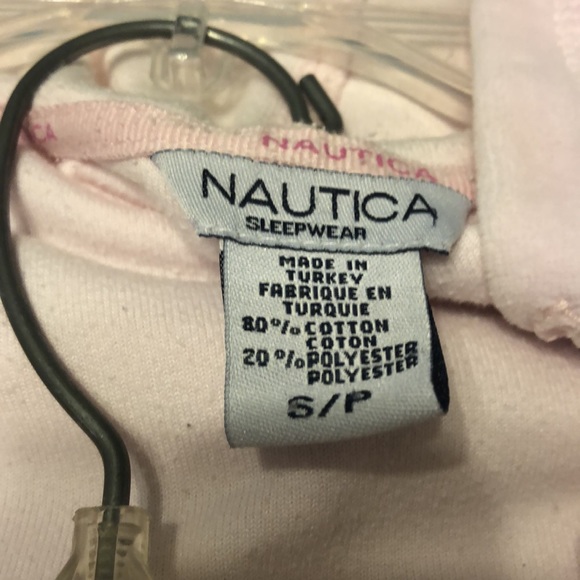 NAUTICA
NAUTICA
SLEEPWEAR
MADE IN
TURKEY
FABRIQUE EN
TURQUIE
80% COTTON
COTON
20% POLYESTER
POLYESTER
S/P